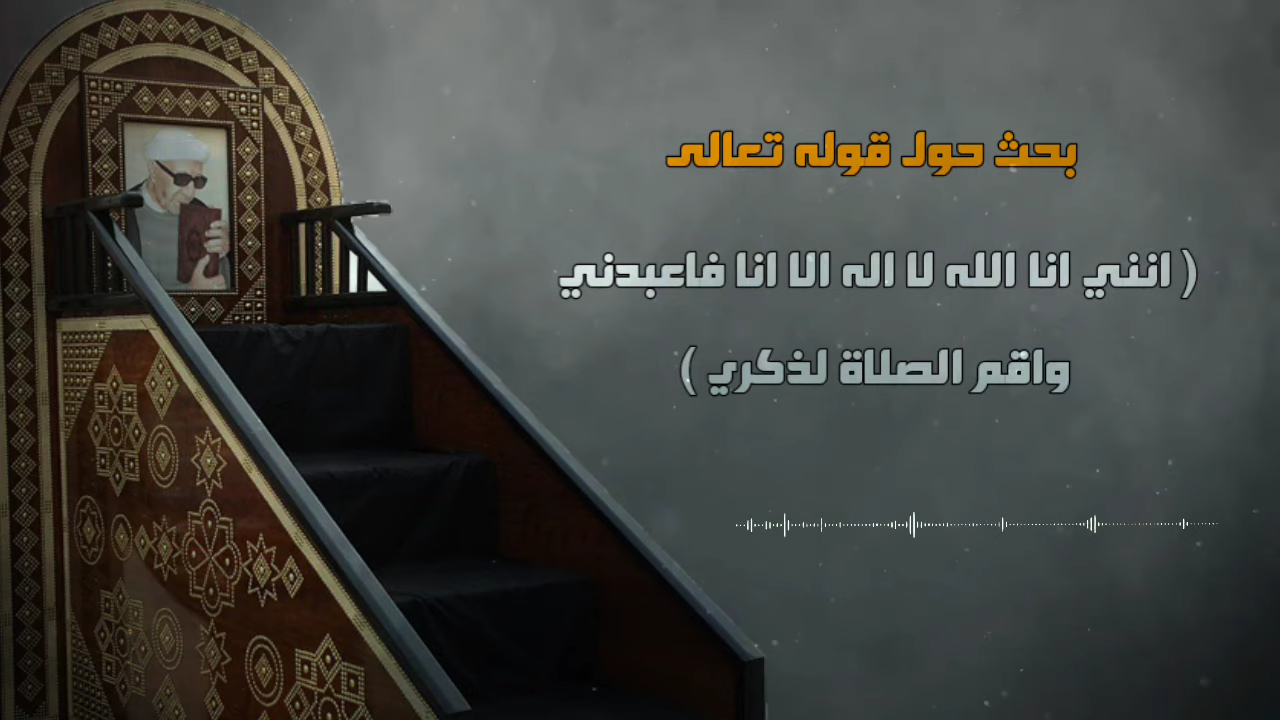 بحث حول قوله تعالى
( انني انا الله لا اله الا انا فاعبدني
واقم الصلاة لذكري )